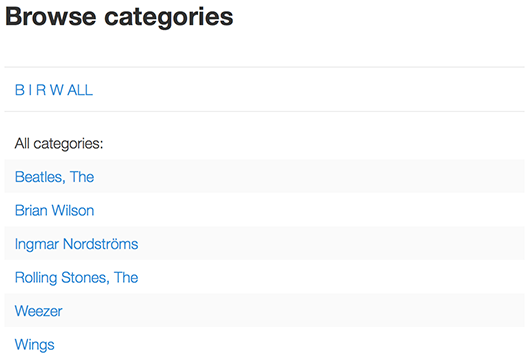 Browse categories
B I R W ALL
All categories:
Beatles, The
Brian Wilson
Ingmar Nordströms
Rolling Stones, The
Weezer
Wings